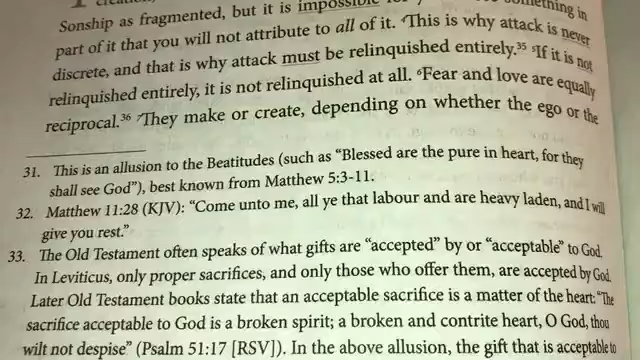 creation,
Sonship as fragmented, but it is impossible something in
part of it that you will not attribute to all of it. ⁴This is why attack is never
discrete, and that is why attack must be relinquished entirely.³⁵ ⁵If it is not
relinquished entirely, it is not relinquished at all. ⁶Fear and love are equally
reciprocal.³⁶ ⁷They make or create, depending on whether the ego or the
31. This is an allusion to the Beatitudes (such as “Blessed are the pure in heart, for they
shall see God”), best known from Matthew 5:3-11.
32. Matthew 11:28 (KJV): “Come unto me, all ye that labour and are heavy laden, and I will
give you rest.”
33. The Old Testament often speaks of what gifts are “accepted” by or “acceptable” to God.
In Leviticus, only proper sacrifices, and only those who offer them, are accepted by God.
Later Old Testament books state that an acceptable sacrifice is a matter of the heart: “The
sacrifice acceptable to God is a broken spirit; a broken and contrite heart, O God, thou
wilt not despise” (Psalm 51:17 [RSV]). In the above allusion, the gift that is acceptable to